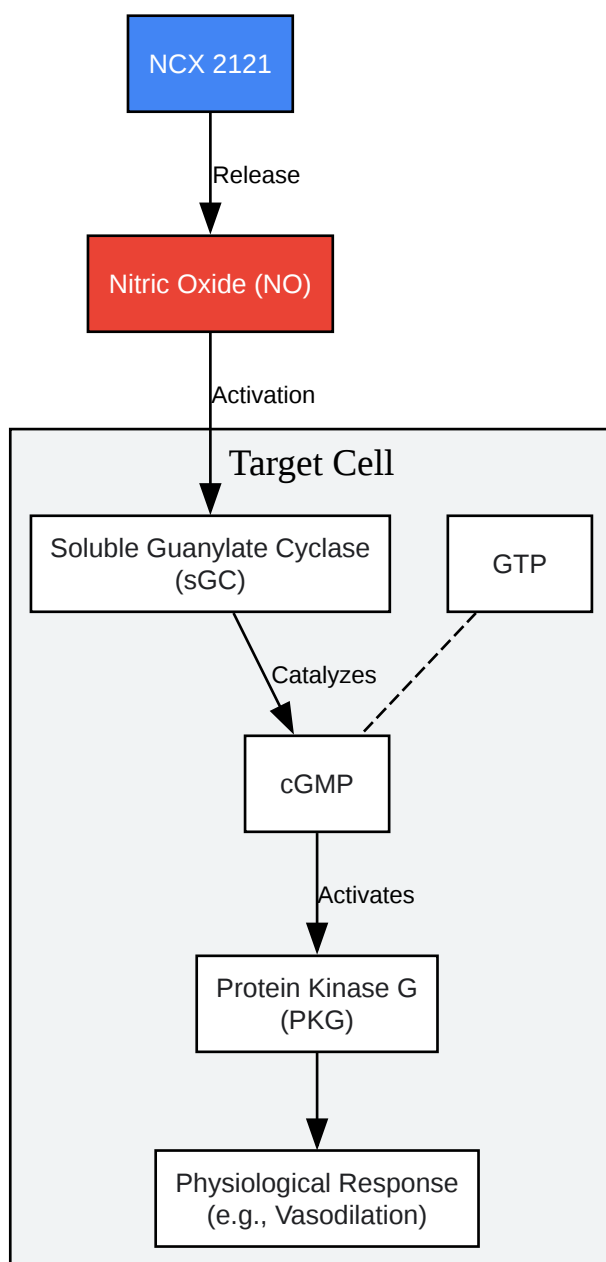 NCX 2121
Release
Nitric Oxide (NO)
Activation
Target Cell
Soluble Guanylate Cyclase
(sGC)
GTP
Catalyzes
cGMP
Activates
Protein Kinase G
(PKG)
Physiological Response
(e.g., Vasodilation)